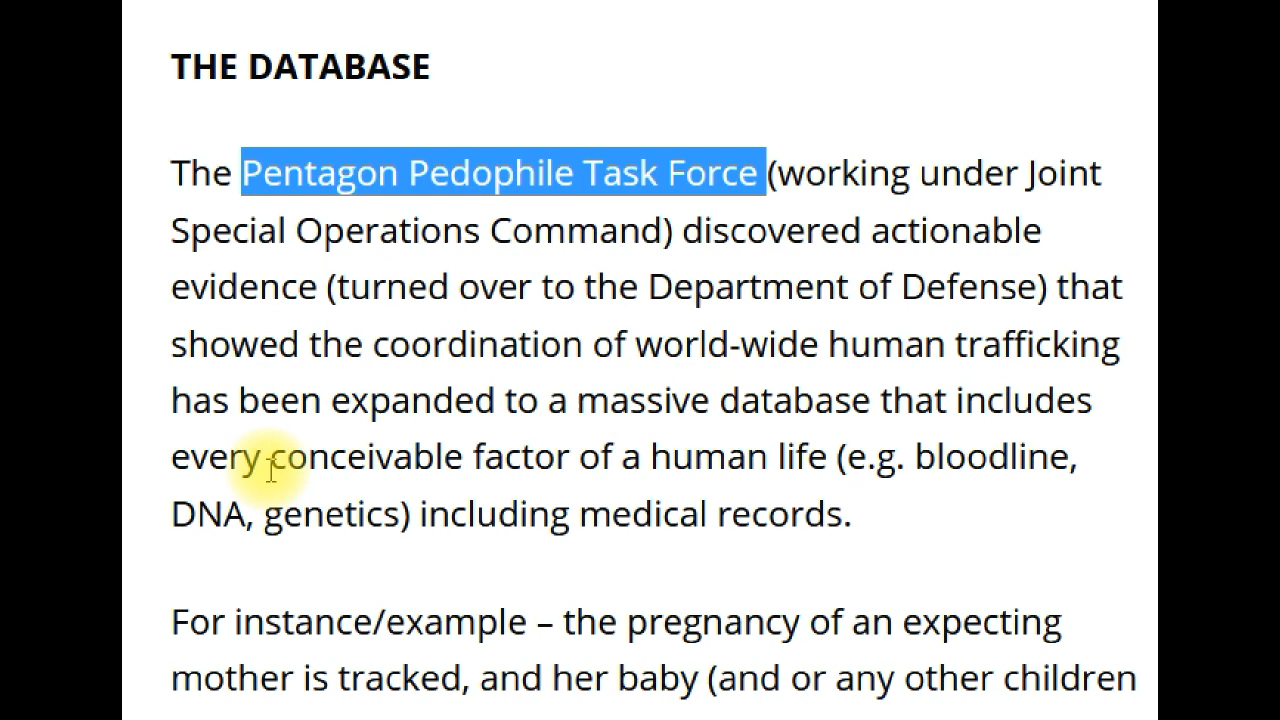 THE DATABASE
The Pentagon Pedophile Task Force (working under Joint
Special Operations Command) discovered actionable
evidence (turned over to the Department of Defense) that
showed the coordination of world-wide human trafficking
has been expanded to a massive database that includes
every conceivable factor of a human life (e.g. bloodline,
DNA, genetics) including medical records.
For instance/example – the pregnancy of an expecting
mother is tracked, and her baby (and or any other children